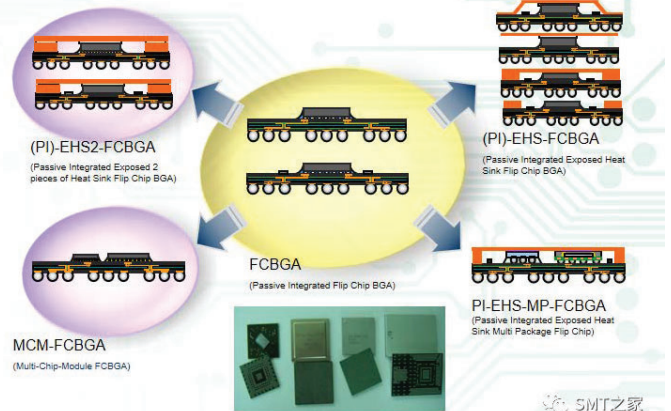 (PI)-EHS2-FCBGA
(Passive Integrated Exposed 2
pieces of Heat Sink Flip Chip BGA)
(PI)-EHS-FCBGA
(Passive Integrated Exposed Heat
Sink Flip Chip BGA)
FCBGA
(Passive Integrated Flip Chip BGA)
MCM-FCBGA
(Multi-Chip-Module FCBGA)
PI-EHS-MP-FCBGA
(Passive Integrated Exposed Heat
Sink Multi Package Flip Chip)
SMT之家